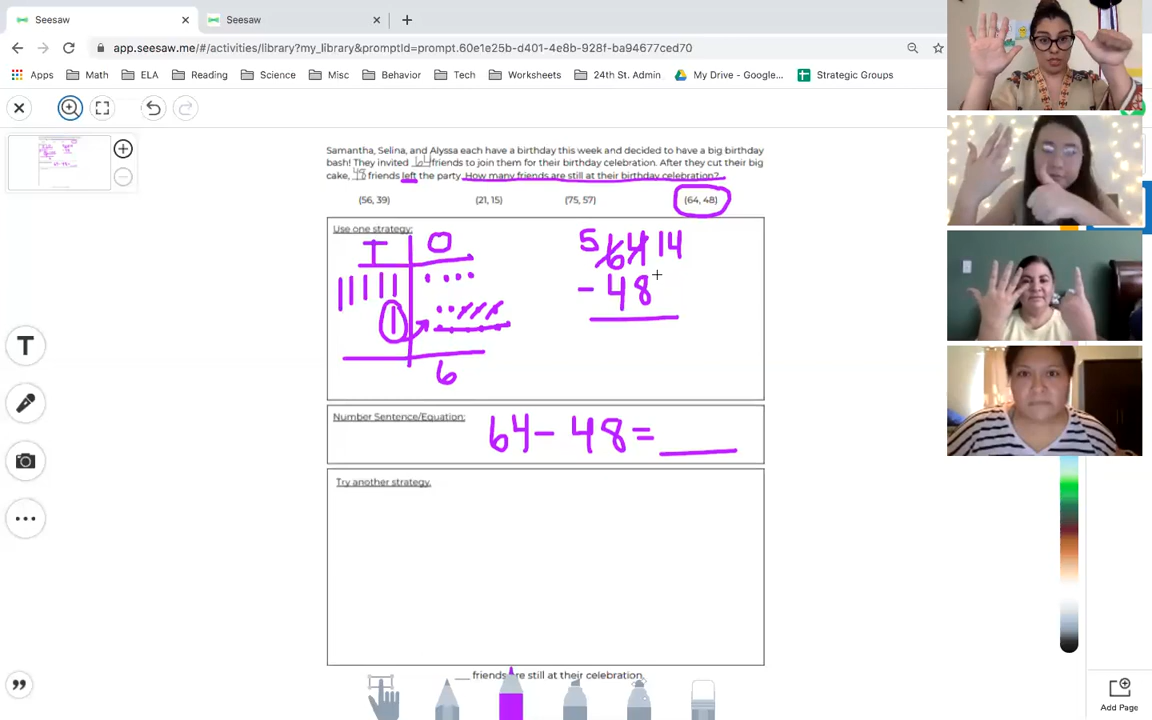 Seesaw
Seesaw
app.seesaw.me/#/activities/library?my_library&promptId=prompt.60e1e25b-d401-4e8b-928f-ba94677ced70
Apps Math ELA Reading Science Misc Behavior Tech Worksheets 24th St. Admin My Drive - Google... Strategic Groups
Samantha, Selina, and Alyssa each have a birthday this week and decided to have a big birthday
bash! They invited 64 friends to join them for their birthday celebration. After they cut their big
cake, 48 friends left the party. How many friends are still at their birthday celebration?
(56, 39) (21, 15) (75, 57) (64, 48)
Use one strategy:
T O 5 64 14
- 48
1
6
Number Sentence/Equation: 64 - 48 = ____
Try another strategy.
___ friends are still at their celebration.
T
Add Page